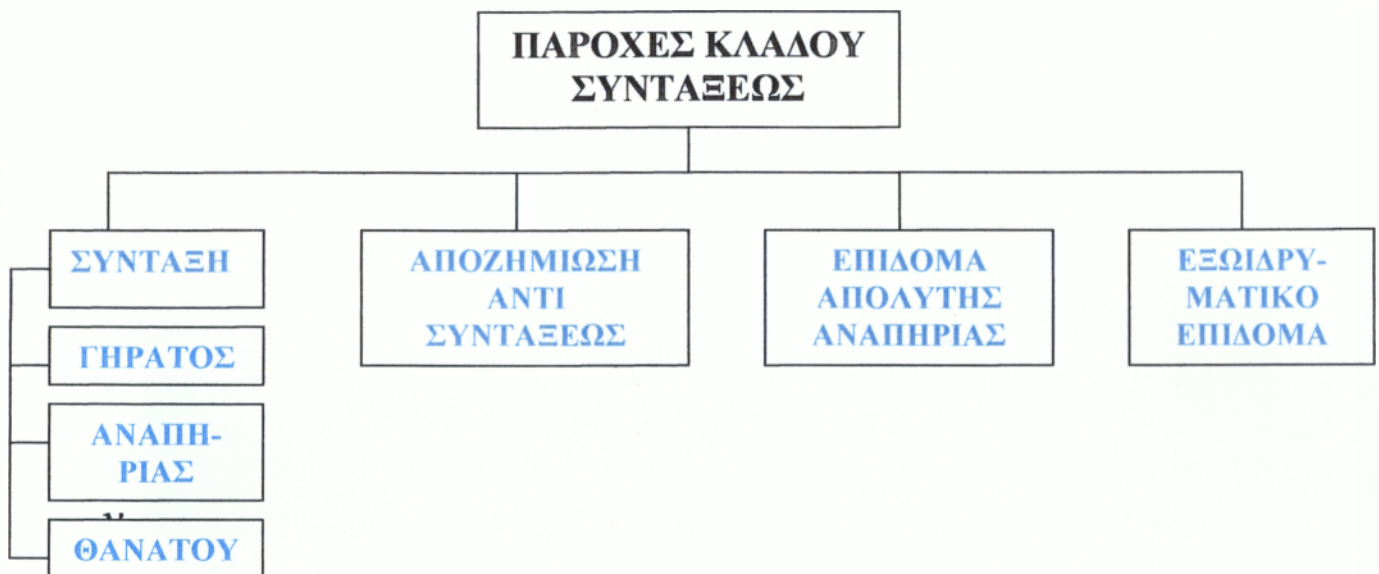 ΠΑΡΟΧΕΣ ΚΛΑΔΟΥ
ΣΥΝΤΑΞΕΩΣ
ΣΥΝΤΑΞΗ
ΓΗΡΑΤΟΣ
ΑΝΑΠΗ-
ΡΙΑΣ
ΘΑΝΑΤΟΥ
ΑΠΟΖΗΜΙΩΣΗ
ΑΝΤΙ
ΣΥΝΤΑΞΕΩΣ
ΕΠΙΔΟΜΑ
ΑΠΟΛΥΤΗΣ
ΑΝΑΠΗΡΙΑΣ
ΕΞΩΙΔΡΥ-
ΜΑΤΙΚΟ
ΕΠΙΔΟΜΑ